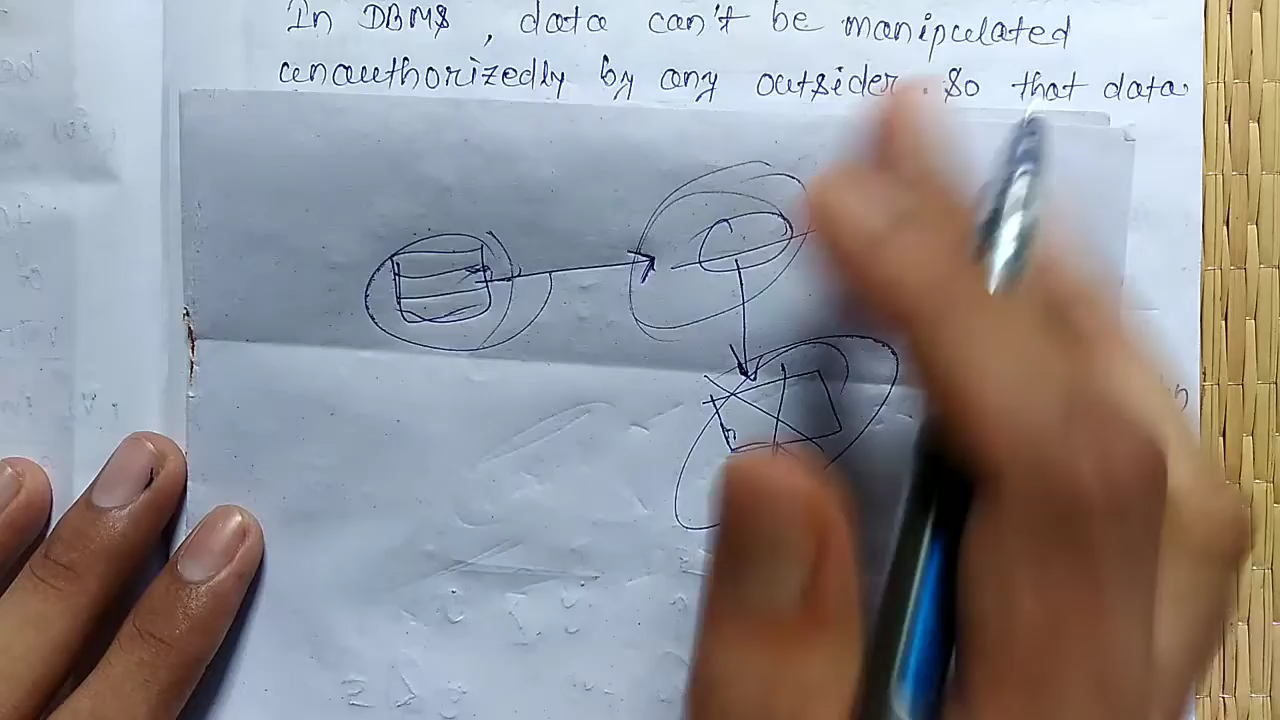 In DBMS, data can't be manipulated
unauthorizedly by any outsider. So that data